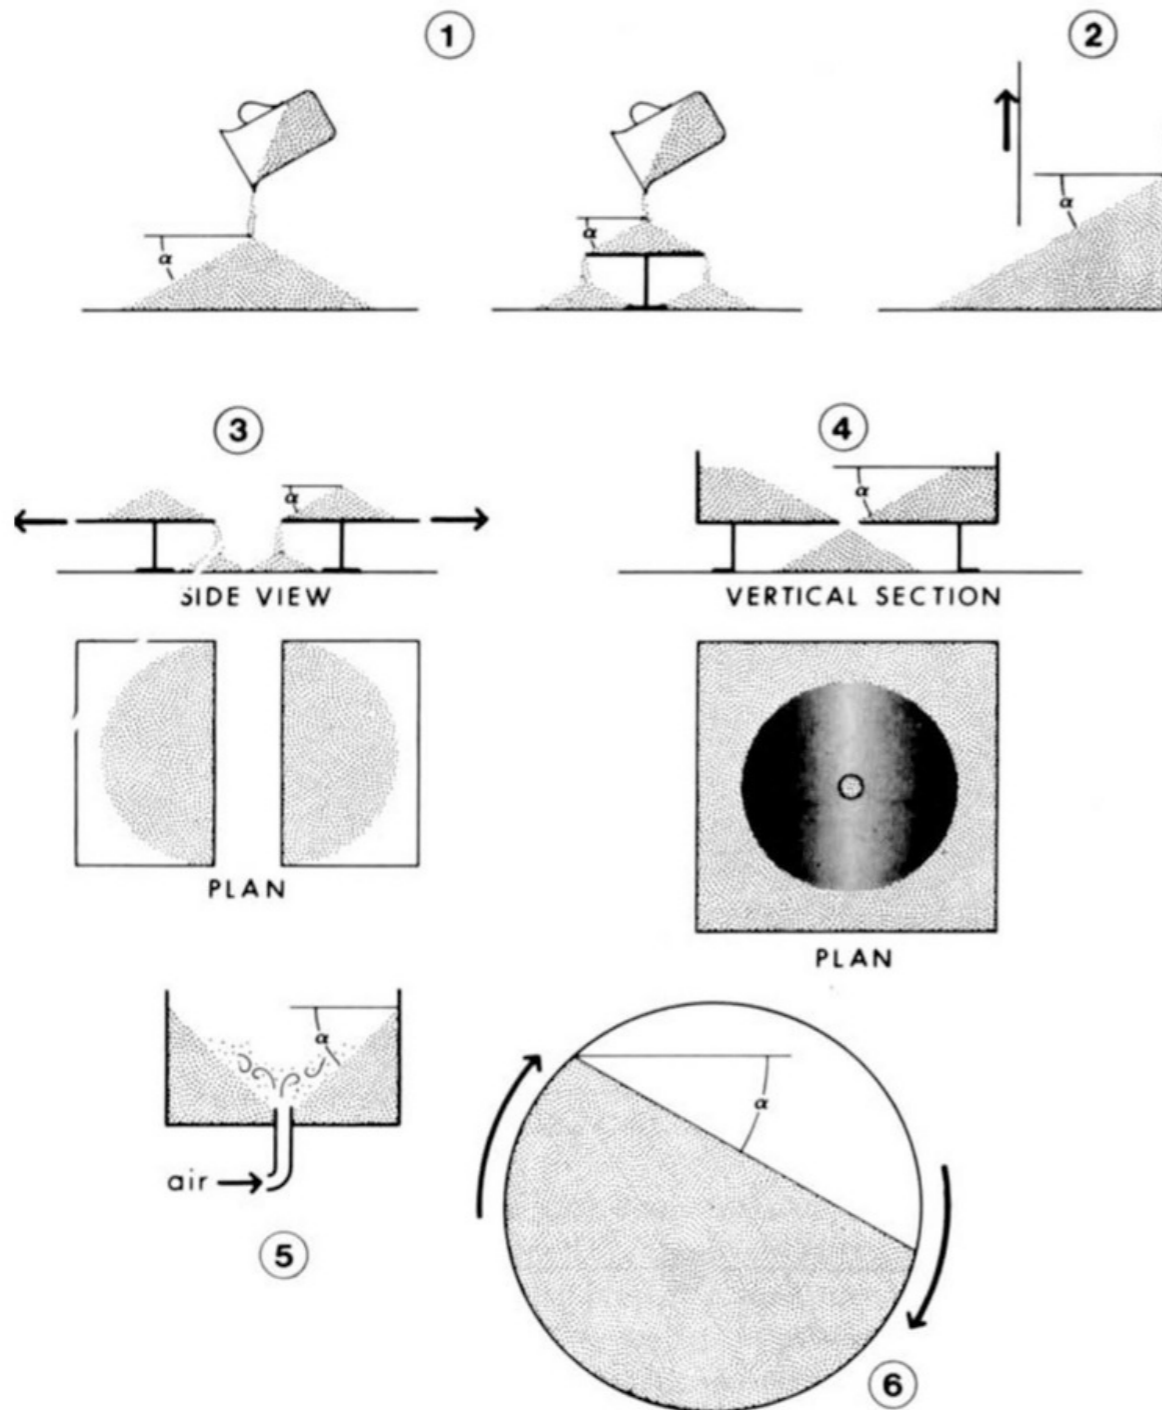 1
2
α
α
α
3
4
α
α
SIDE VIEW
VERTICAL SECTION
PLAN
PLAN
α
α
air
5
6